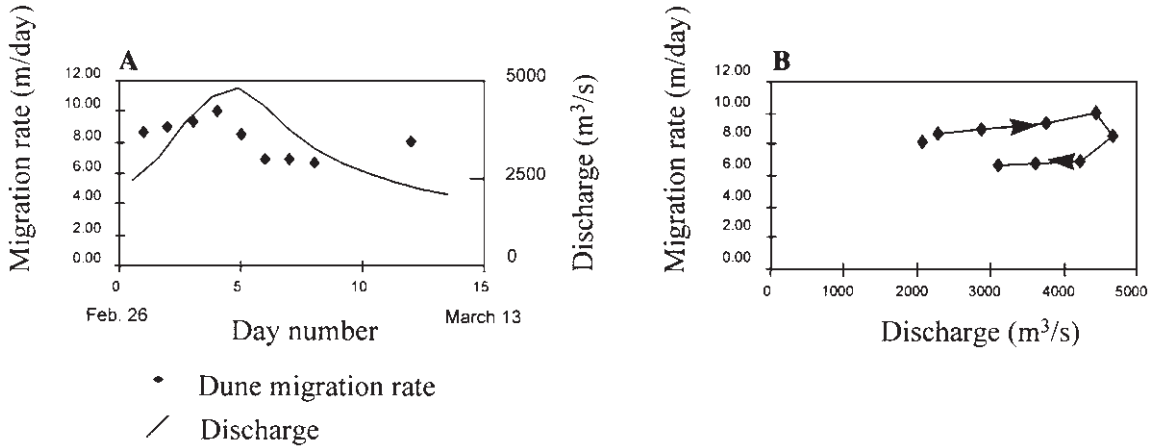 A
Migration rate (m/day)
12.00
10.00
8.00
6.00
4.00
2.00
0.00
5000
2500
0
Discharge (m³/s)
0 5 10 15
Feb. 26 March 13
Day number
Dune migration rate
Discharge
B
Migration rate (m/day)
12.00
10.00
8.00
6.00
4.00
2.00
0.00
0 1000 2000 3000 4000 5000
Discharge (m³/s)